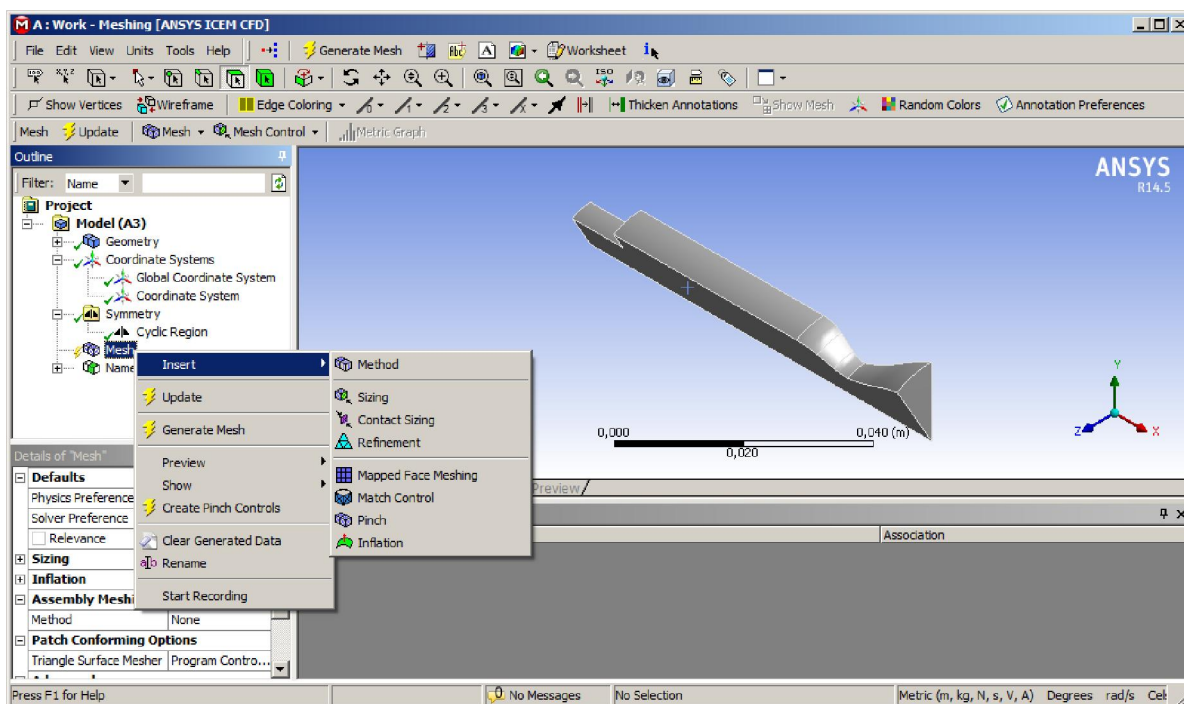 A : Work - Meshing [ANSYS ICEM CFD]
File Edit View Units Tools Help Generate Mesh A Worksheet
Show Vertices Wireframe Edge Coloring Thicken Annotations Show Mesh Random Colors Annotation Preferences
Mesh Update Mesh Mesh Control Metric Graph
Outline
Filter: Name
Project
Model (A3)
Geometry
Coordinate Systems
Global Coordinate System
Coordinate System
Symmetry
Cyclic Region
Mesh
Name
Insert
Update
Generate Mesh
Preview
Show
Create Pinch Controls
Clear Generated Data
Rename
Start Recording
Method
Sizing
Contact Sizing
Refinement
Mapped Face Meshing
Match Control
Pinch
Inflation
ANSYS
R14.5
0,000
0,040 (m)
0,020
Y
Z
X
Preview
Association
Details of "Mesh"
Defaults
Physics Preference
Solver Preference
Relevance
Sizing
Inflation
Assembly Meshi
Method None
Patch Conforming Options
Triangle Surface Mesher Program Contro...
Press F1 for Help
0 No Messages
No Selection
Metric (m, kg, N, s, V, A) Degrees rad/s Cel